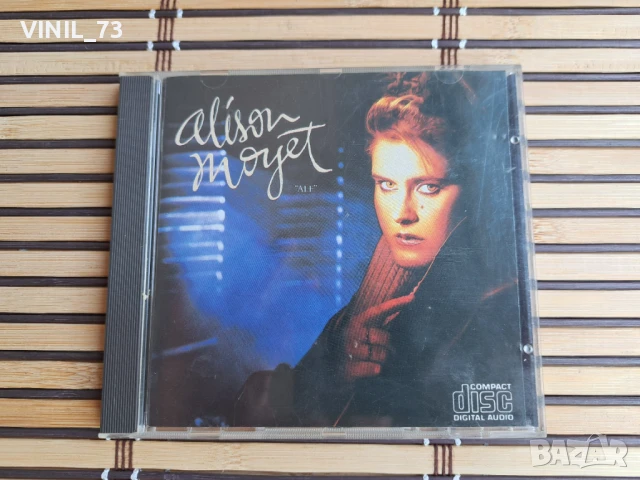 VINIL_73
alison
moyet
"ALF"
COMPACT
disc
DIGITAL AUDIO
BAZAR